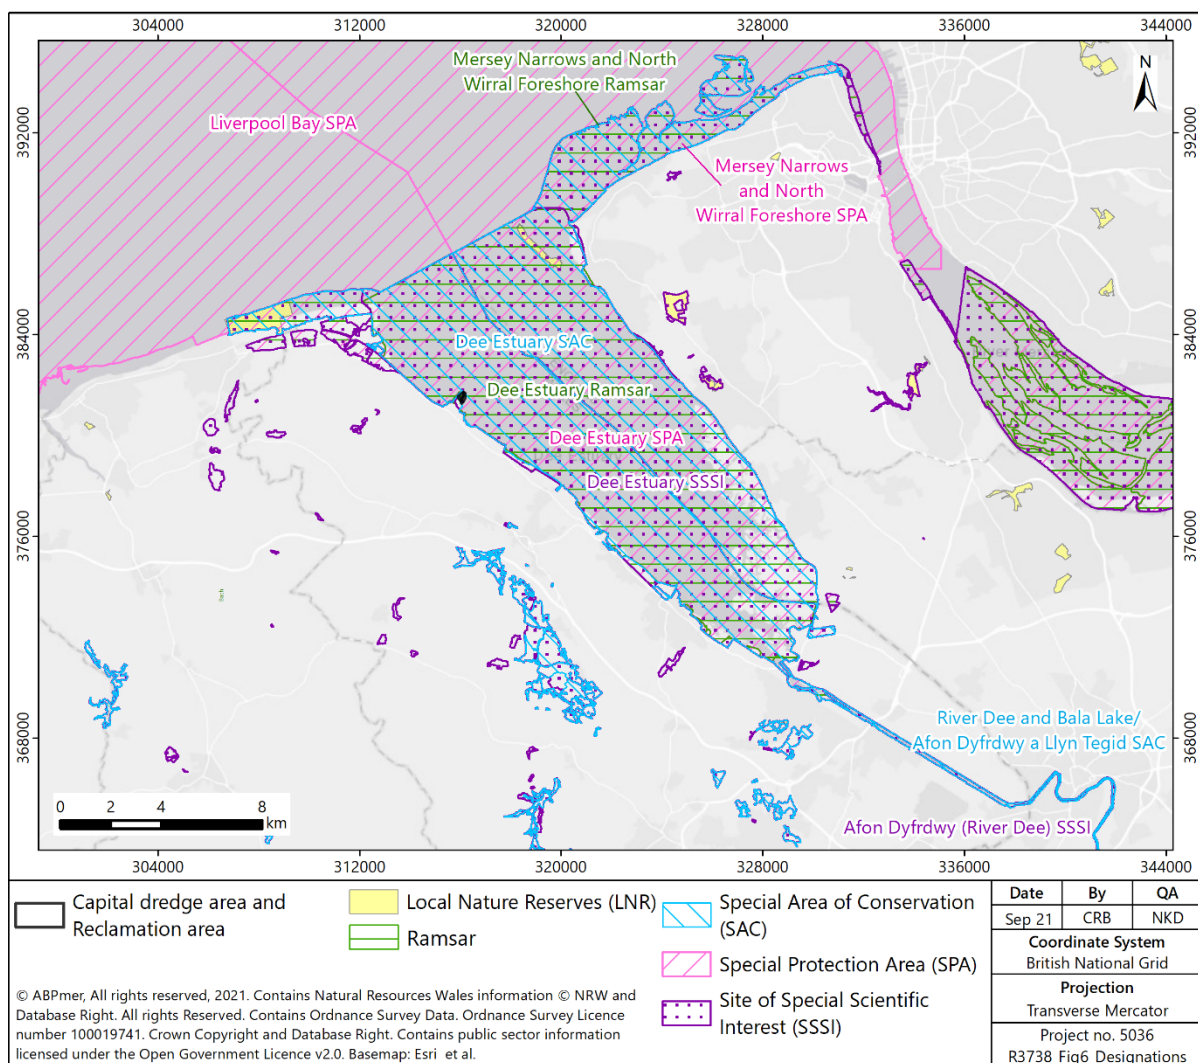 304000
312000
320000
328000
336000
344000
Mersey Narrows and North
Wirral Foreshore Ramsar
N
392000
392000
Liverpool Bay SPA
Mersey Narrows
and North
Wirral Foreshore SPA
384000
384000
Dee Estuary SAC
Dee Estuary Ramsar
Dee Estuary SPA
Dee Estuary SSSI
376000
376000
368000
368000
River Dee and Bala Lake/
Afon Dyfrdwy a Llyn Tegid SAC
0 2 4 8
km
Afon Dyfrdwy (River Dee) SSSI
304000
312000
320000
328000
336000
344000
Capital dredge area and
Reclamation area
Local Nature Reserves (LNR)
Ramsar
Special Area of Conservation
(SAC)
Special Protection Area (SPA)
Site of Special Scientific
Interest (SSSI)
Date By QA
Sep 21 CRB NKD
Coordinate System
British National Grid
Projection
Transverse Mercator
Project no. 5036
R3738_Fig6_Designations
© ABPmer, All rights reserved, 2021. Contains Natural Resources Wales information © NRW and
Database Right. All rights Reserved. Contains Ordnance Survey Data. Ordnance Survey Licence
number 100019741. Crown Copyright and Database Right. Contains public sector information
licensed under the Open Government Licence v2.0. Basemap: Esri et al.